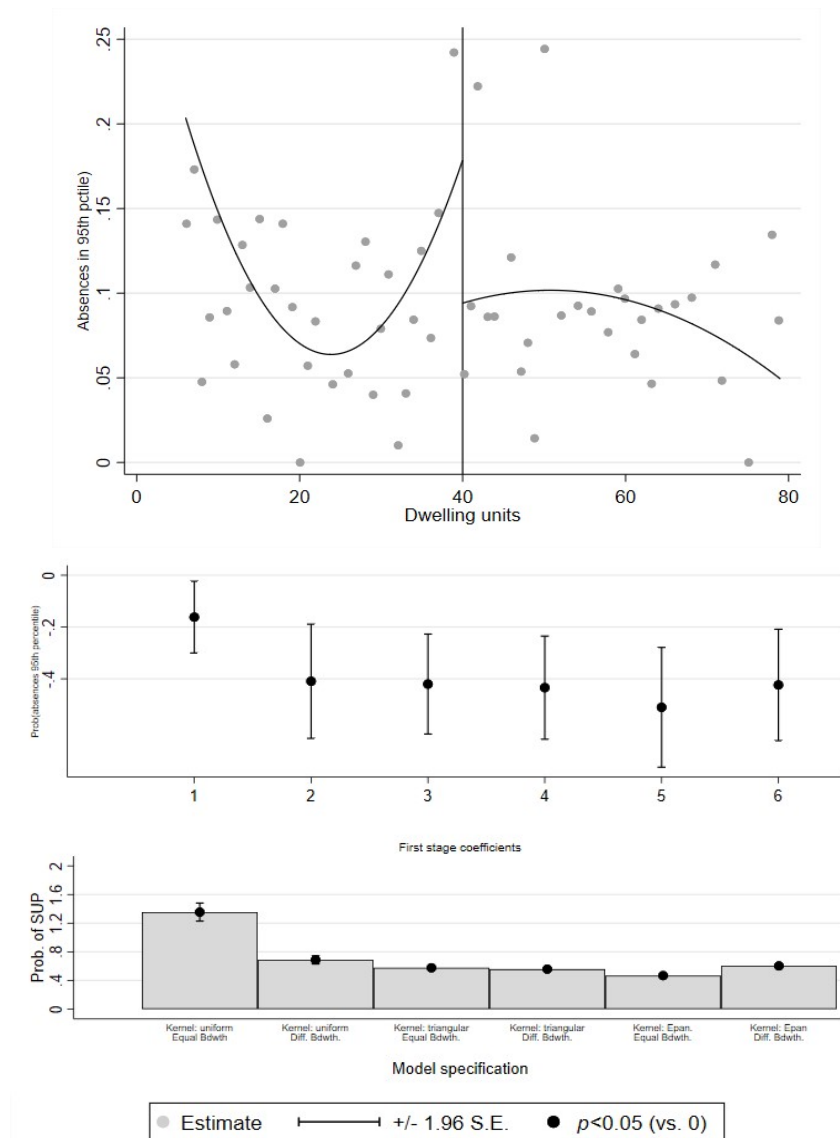 .25
.2
.15
.1
.05
0
Absences in 95th pctile)
0 20 40 60 80
Dwelling units
0
-.2
-.4
Prob(absences 95th percentile)
1 2 3 4 5 6
First stage coefficients
2
1.6
1.2
.8
.4
0
Prob. of SUP
Kernel: uniform Kernel: uniform Kernel: triangular Kernel: triangular Kernel: Epan. Kernel: Epan
Equal Bdwth Diff. Bdwth. Equal Bdwth. Diff. Bdwth. Equal Bdwth. Diff. Bdwth.
Model specification
Estimate +/- 1.96 S.E. p<0.05 (vs. 0)